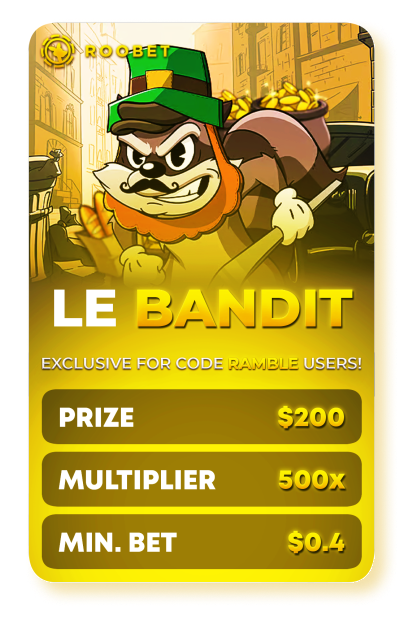 ROOBET
LE BANDIT
EXCLUSIVE FOR CODE RAMBLE USERS!
PRIZE $200
MULTIPLIER 500x
MIN. BET $0.4